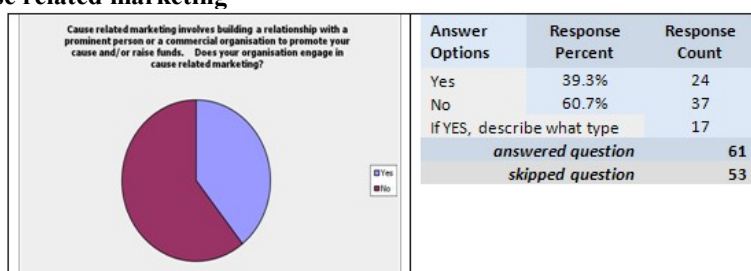 se related marketing
Cause related marketing involves building a relationship with a
prominent person or a commercial organisation to promote your
cause and/or raise funds. Does your organisation engage in
cause related marketing?
Yes
No
Answer Options Response Percent Response Count
Yes 39.3% 24
No 60.7% 37
If YES, describe what type 17
answered question 61
skipped question 53